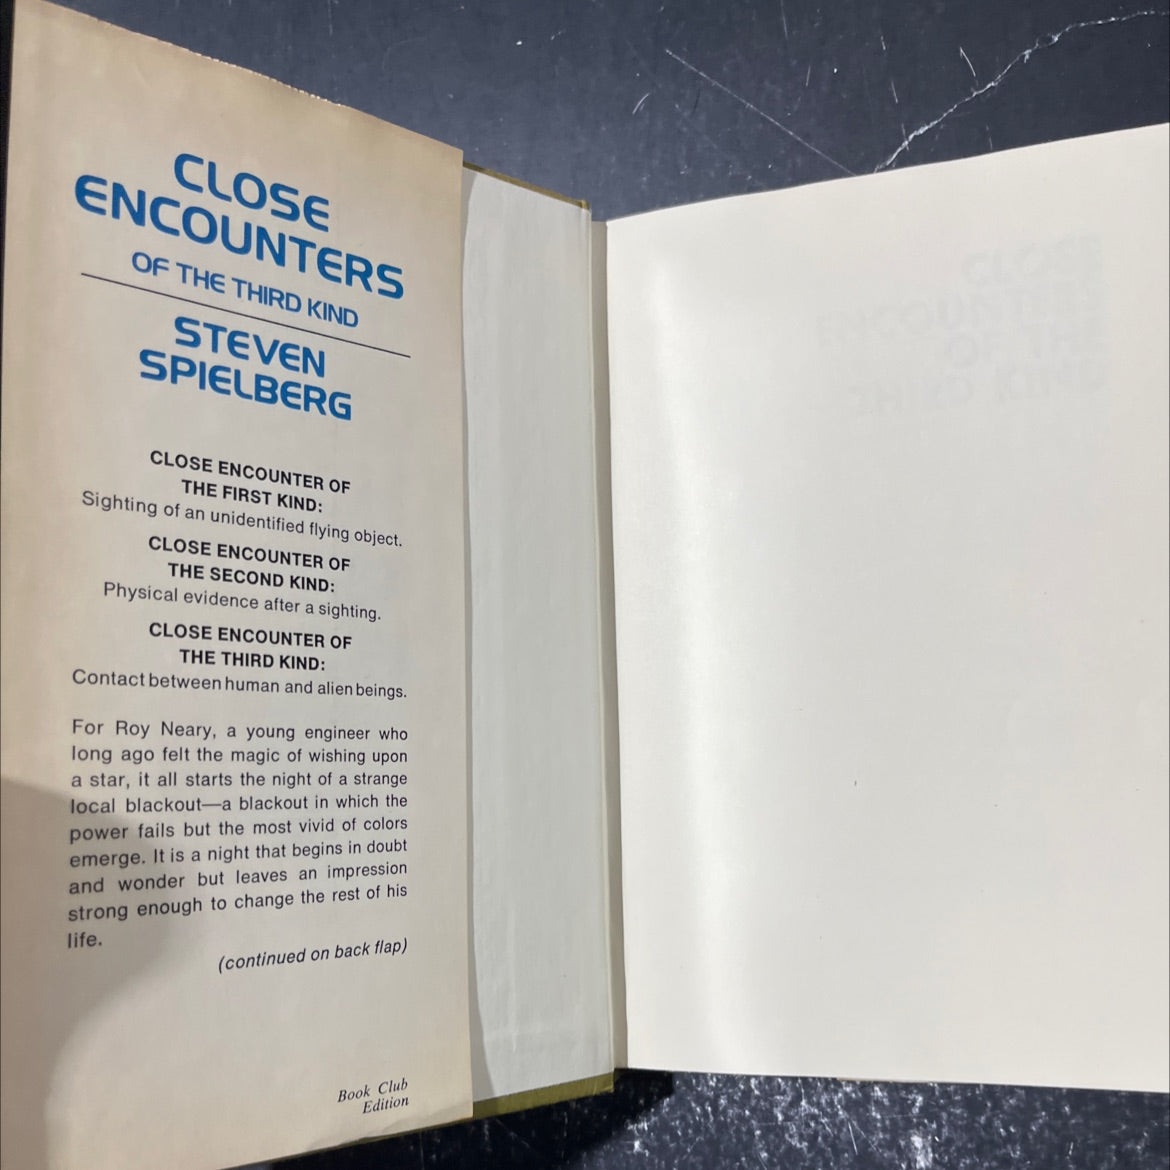 CLOSE
ENCOUNTERS
OF THE THIRD KIND
STEVEN
SPIELBERG
CLOSE ENCOUNTER OF
THE FIRST KIND:
Sighting of an unidentified flying object.
CLOSE ENCOUNTER OF
THE SECOND KIND:
Physical evidence after a sighting.
CLOSE ENCOUNTER OF
THE THIRD KIND:
Contact between human and alien beings.
For Roy Neary, a young engineer who
long ago felt the magic of wishing upon
a star, it all starts the night of a strange
local blackout—a blackout in which the
power fails but the most vivid of colors
emerge. It is a night that begins in doubt
and wonder but leaves an impression
strong enough to change the rest of his
life.
(continued on back flap)
Book Club
Edition